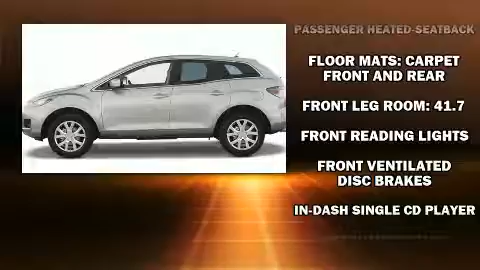 PASSENGER HEATED-SEATBACK
FLOOR MATS: CARPET
FRONT AND REAR
FRONT LEG ROOM: 41.7
FRONT READING LIGHTS
FRONT VENTILATED
DISC BRAKES
IN-DASH SINGLE CD PLAYER